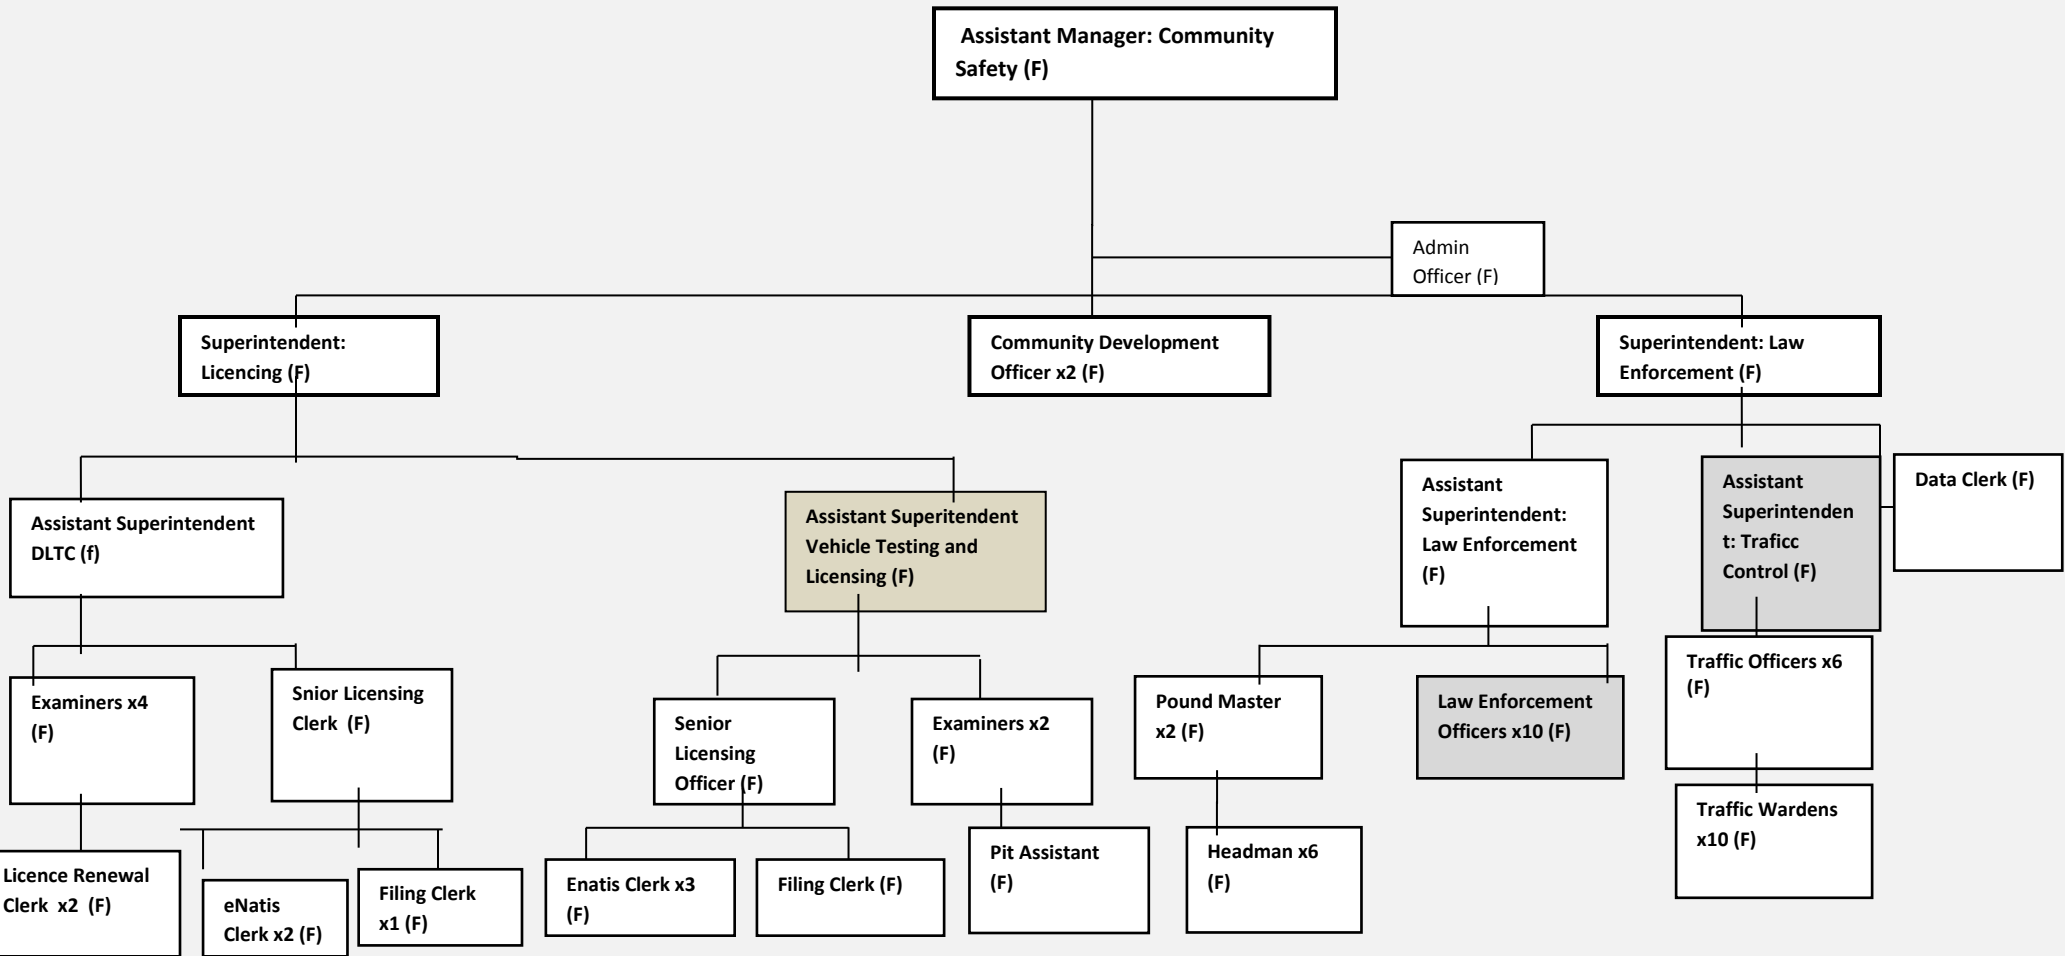 Assistant Manager: Community
Safety (F)
Admin
Officer (F)
Superintendent:
Licencing (F)
Community Development
Officer x2 (F)
Superintendent: Law
Enforcement (F)
Assistant Superintendent
DLTC (f)
Assistant Superitendent
Vehicle Testing and
Licensing (F)
Assistant
Superintendent:
Law Enforcement
(F)
Assistant
Superintenden
t: Traficc
Control (F)
Data Clerk (F)
Examiners x4
(F)
Snior Licensing
Clerk (F)
Senior
Licensing
Officer (F)
Examiners x2
(F)
Pound Master
x2 (F)
Law Enforcement
Officers x10 (F)
Traffic Officers x6
(F)
Licence Renewal
Clerk x2 (F)
eNatis
Clerk x2 (F)
Filing Clerk
x1 (F)
Enatis Clerk x3
(F)
Filing Clerk (F)
Pit Assistant
(F)
Headman x6
(F)
Traffic Wardens
x10 (F)